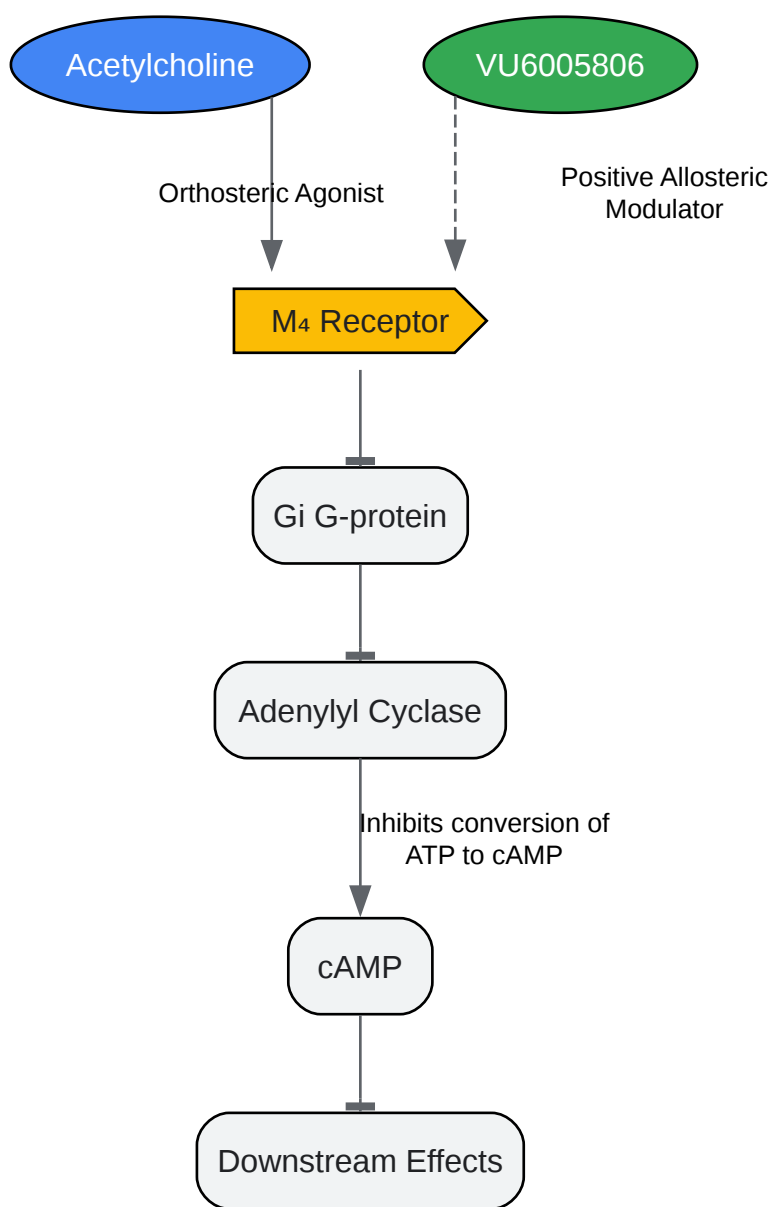 Acetylcholine
VU6005806
Orthosteric Agonist
Positive Allosteric
Modulator
M₄ Receptor
Gi G-protein
Adenylyl Cyclase
Inhibits conversion of
ATP to cAMP
cAMP
Downstream Effects